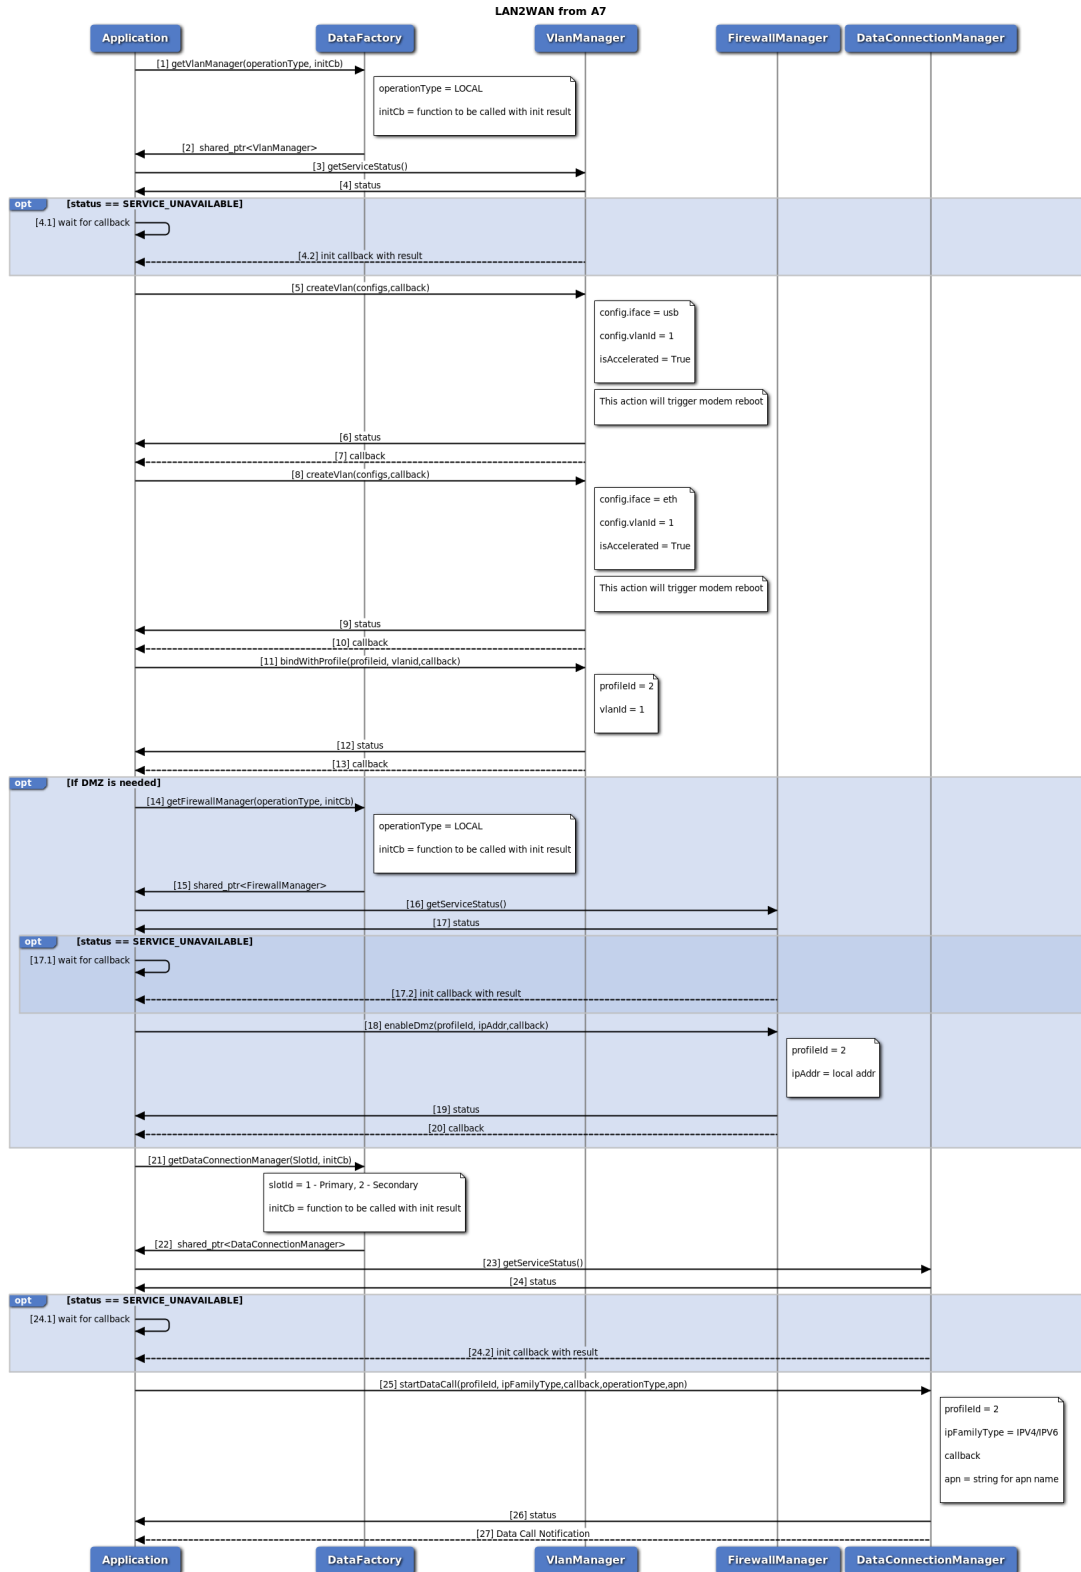 LAN2WAN from A7
Application
DataFactory
VlanManager
FirewallManager
DataConnectionManager
[1] getVlanManager(operationType, initCb)
operationType = LOCAL
initCb = function to be called with init result
[2]  shared_ptr<VlanManager>
[3] getServiceStatus()
[4] status
opt
[status == SERVICE_UNAVAILABLE]
[4.1] wait for callback
[4.2] init callback with result
[5] createVlan(configs,callback)
config.iface = usb
config.vlanId = 1
isAccelerated = True
This action will trigger modem reboot
[6] status
[7] callback
[8] createVlan(configs,callback)
config.iface = eth
config.vlanId = 1
isAccelerated = True
This action will trigger modem reboot
[9] status
[10] callback
[11] bindWithProfile(profileid, vlanid,callback)
profileId = 2
vlanId = 1
[12] status
[13] callback
opt
[If DMZ is needed]
[14] getFirewallManager(operationType, initCb)
operationType = LOCAL
initCb = function to be called with init result
[15] shared_ptr<FirewallManager>
[16] getServiceStatus()
[17] status
opt
[status == SERVICE_UNAVAILABLE]
[17.1] wait for callback
[17.2] init callback with result
[18] enableDmz(profileId, ipAddr,callback)
profileId = 2
ipAddr = local addr
[19] status
[20] callback
[21] getDataConnectionManager(SlotId, initCb)
slotId = 1 - Primary, 2 - Secondary
initCb = function to be called with init result
[22]  shared_ptr<DataConnectionManager>
[23] getServiceStatus()
[24] status
opt
[status == SERVICE_UNAVAILABLE]
[24.1] wait for callback
[24.2] init callback with result
[25] startDataCall(profileId, ipFamilyType,callback,operationType,apn)
profileId = 2
ipFamilyType = IPV4/IPV6
callback
apn = string for apn name
[26] status
[27] Data Call Notification
Application
DataFactory
VlanManager
FirewallManager
DataConnectionManager